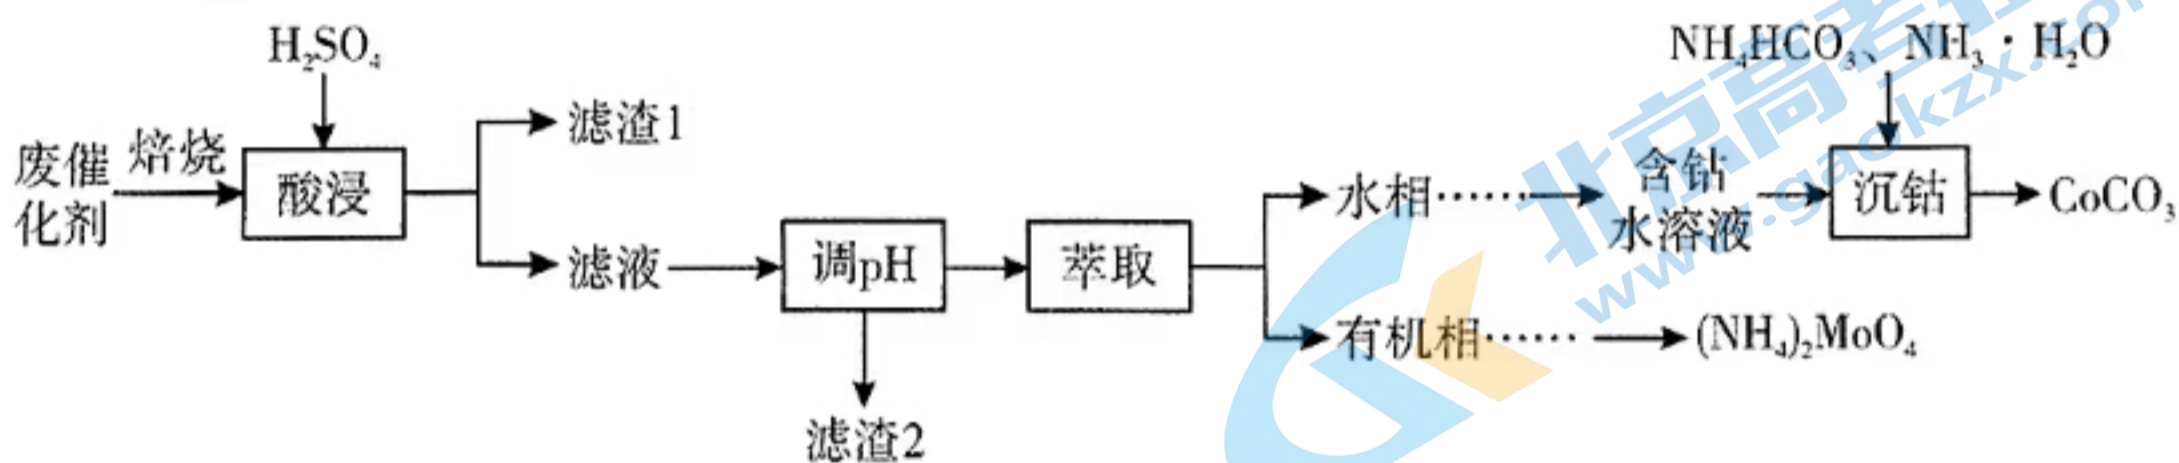 H₂SO₄
NH₄HCO₃、NH₃·H₂O
废催
化剂
焙烧
酸浸
滤渣1
滤液
调pH
滤渣2
萃取
水相……
含钴
水溶液
沉钴
CoCO₃
有机相……
(NH₄)₂MoO₄
北京高考在
www.gaokzx.com